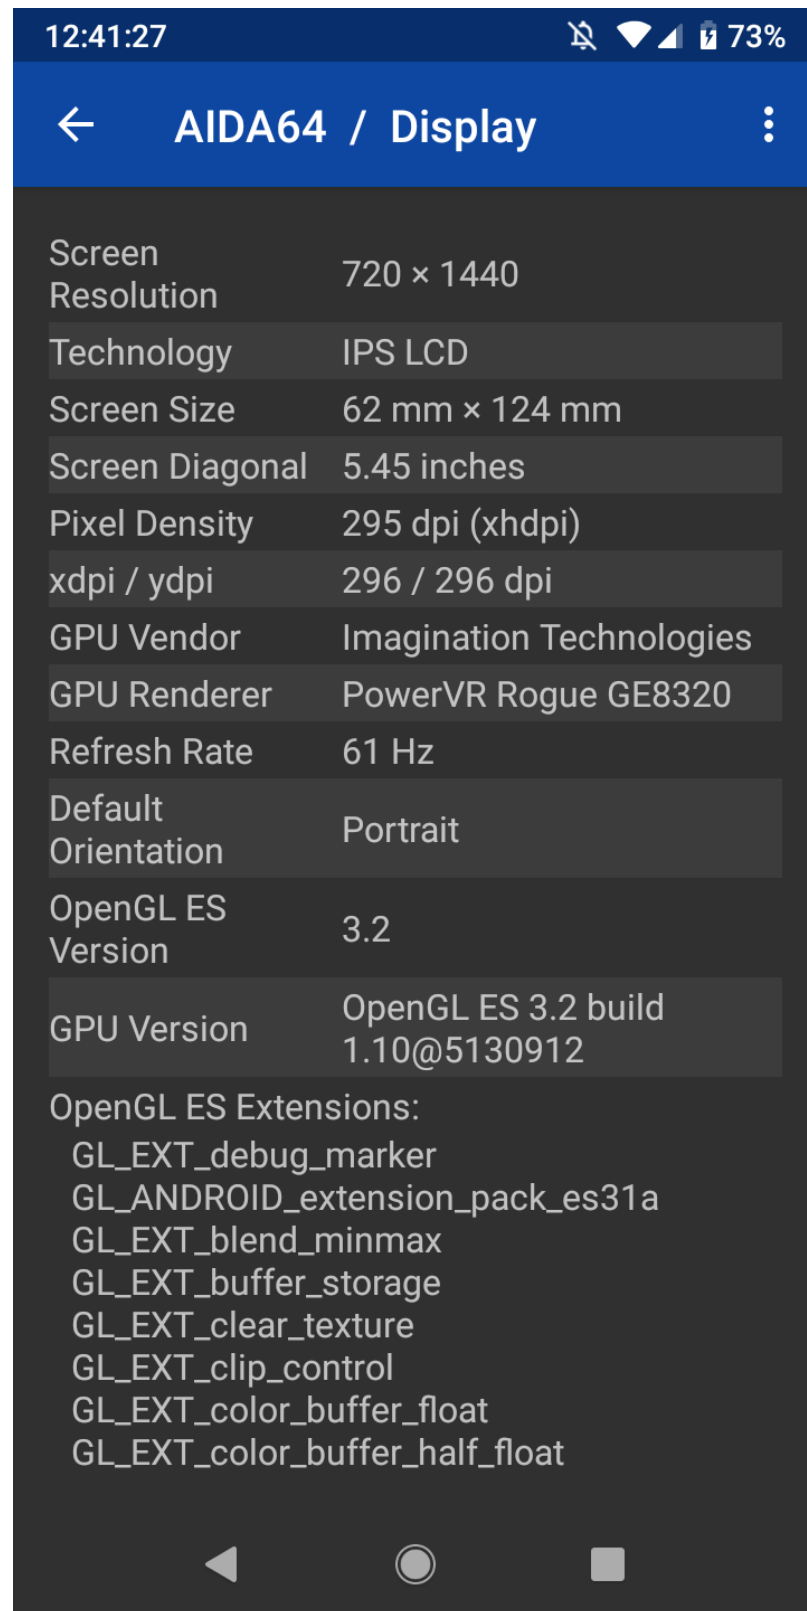 12:41:27 73%
AIDA64 / Display
Screen
Resolution
720 × 1440
Technology IPS LCD
Screen Size 62 mm × 124 mm
Screen Diagonal 5.45 inches
Pixel Density 295 dpi (xhdpi)
xdpi / ydpi 296 / 296 dpi
GPU Vendor Imagination Technologies
GPU Renderer PowerVR Rogue GE8320
Refresh Rate 61 Hz
Default
Orientation
Portrait
OpenGL ES
Version
3.2
GPU Version
OpenGL ES 3.2 build
1.10@5130912
OpenGL ES Extensions:
GL_EXT_debug_marker
GL_ANDROID_extension_pack_es31a
GL_EXT_blend_minmax
GL_EXT_buffer_storage
GL_EXT_clear_texture
GL_EXT_clip_control
GL_EXT_color_buffer_float
GL_EXT_color_buffer_half_float